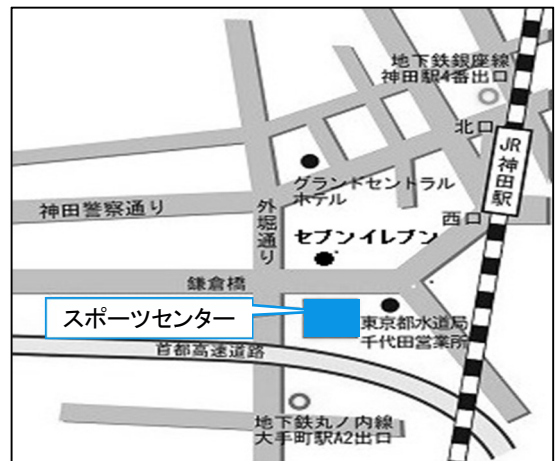 地下鉄銀座線
神田駅4番出口
北口
JR神田駅
グランドセントラル
ホテル
神田警察通り
外堀通り
西口
セブンイレブン
鎌倉橋
スポーツセンター
東京都水道局
千代田営業所
首都高速道路
地下鉄丸ノ内線
大手町駅A2出口